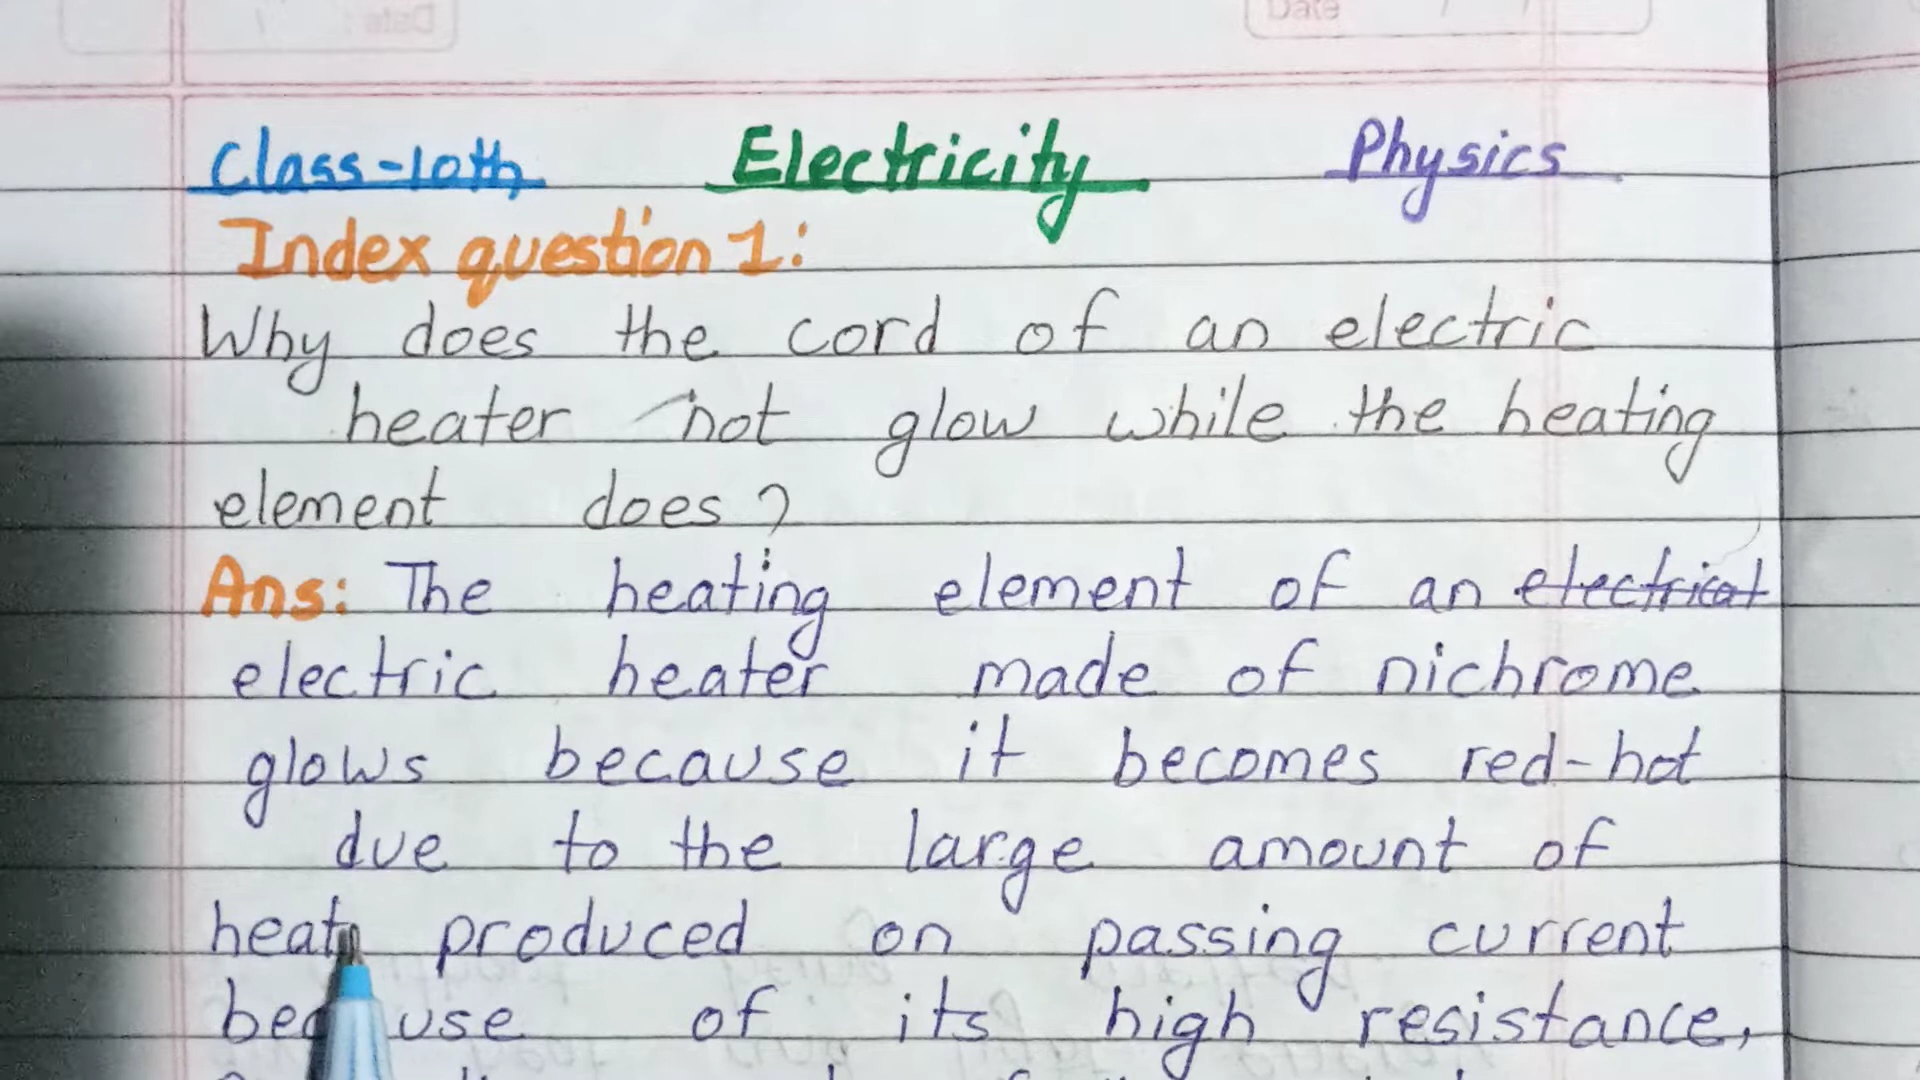 Date
Class-10th Electricity Physics
Index question 1:
Why does the cord of an electric
heater not glow while the heating
element does?
Ans: The heating element of an electrical
electric heater made of nichrome
glows because it becomes red-hot
due to the large amount of
heat produced on passing current
because of its high resistance,